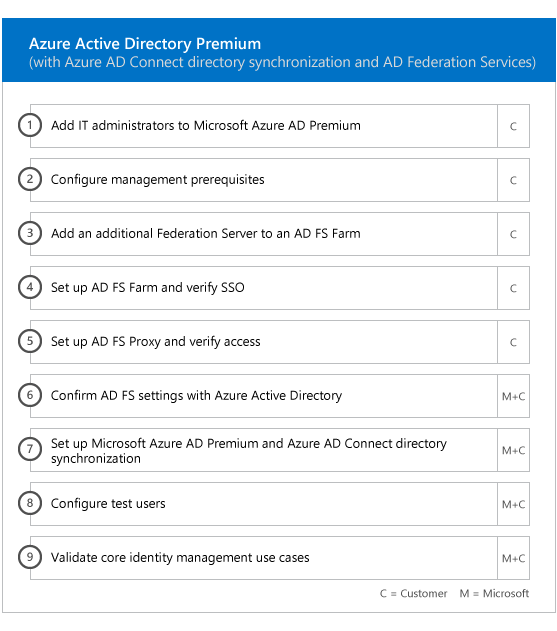 Azure Active Directory Premium
(with Azure AD Connect directory synchronization and AD Federation Services)
1 Add IT administrators to Microsoft Azure AD Premium C
2 Configure management prerequisites C
3 Add an additional Federation Server to an AD FS Farm C
4 Set up AD FS Farm and verify SSO C
5 Set up AD FS Proxy and verify access C
6 Confirm AD FS settings with Azure Active Directory M+C
7 Set up Microsoft Azure AD Premium and Azure AD Connect directory
synchronization M+C
8 Configure test users M+C
9 Validate core identity management use cases M+C
C = Customer M = Microsoft